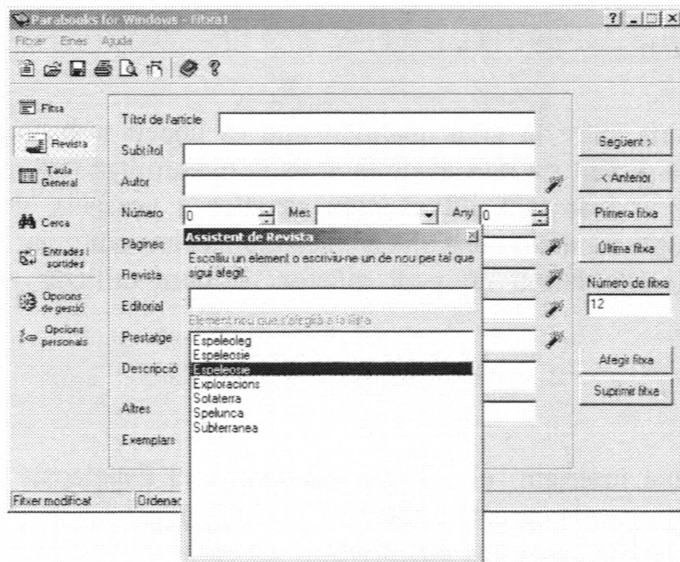 Parabooks for Windows - Fitxa1
Fitxer Eines Ajuda
Fitxa
Revista
Taula
General
Cerca
Entrades i
sortides
Opcions
de gestió
Opcions
personals
Títol de l'article
Subtítol
Autor
Número 0 Mes Any 0
Pàgines
Revista
Editorial
Prestatge
Descripció
Altres
Exemplars
Assistent de Revista
Escolliu un element o escriviu-ne un de nou per tal que
sigui afegit.
Element nou que s'afegirà a la llista
Espeleoleg
Espeleosie
Espeleosie
Exploracions
Sotaterra
Spelunca
Subterranea
Següent >
< Anterior
Primera fitxa
Última fitxa
Número de fitxa
12
Afegir fitxa
Suprimir fitxa
Fitxer modificat
Ordenac